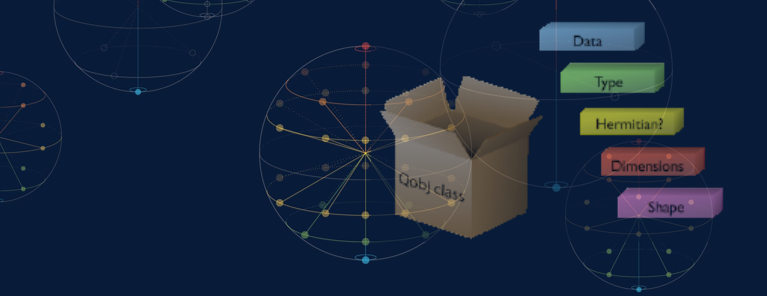 Data
Type
Hermitian?
Dimensions
Qobj class
Shape